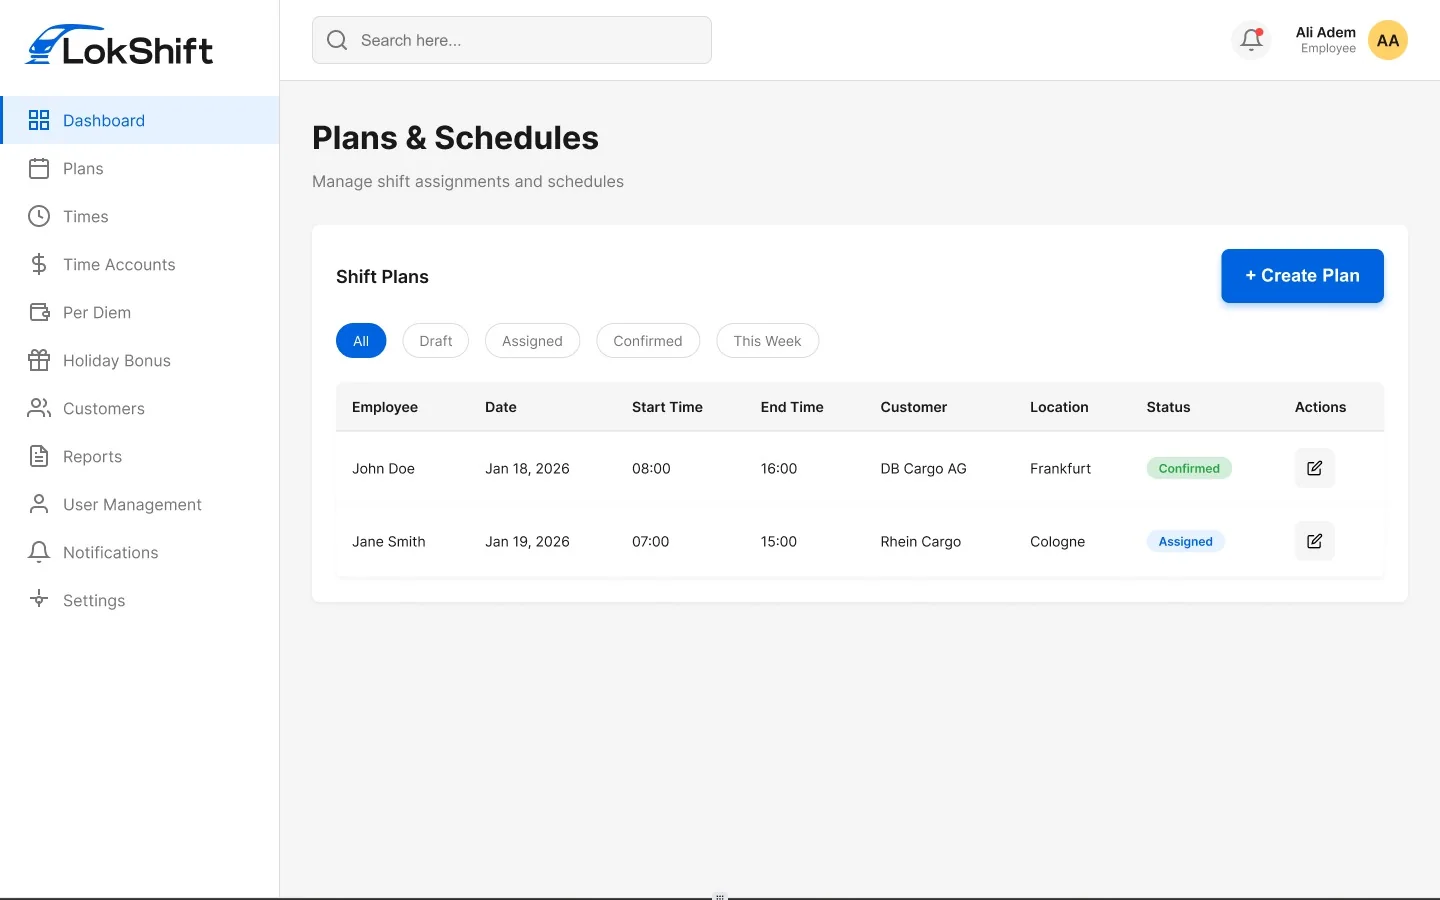 LokShift
Search here...
Ali Adem
Employee
AA
Dashboard
Plans
Times
Time Accounts
Per Diem
Holiday Bonus
Customers
Reports
User Management
Notifications
Settings
Plans & Schedules
Manage shift assignments and schedules
Shift Plans
+ Create Plan
All Draft Assigned Confirmed This Week
Employee Date Start Time End Time Customer Location Status Actions
John Doe Jan 18, 2026 08:00 16:00 DB Cargo AG Frankfurt Confirmed
Jane Smith Jan 19, 2026 07:00 15:00 Rhein Cargo Cologne Assigned